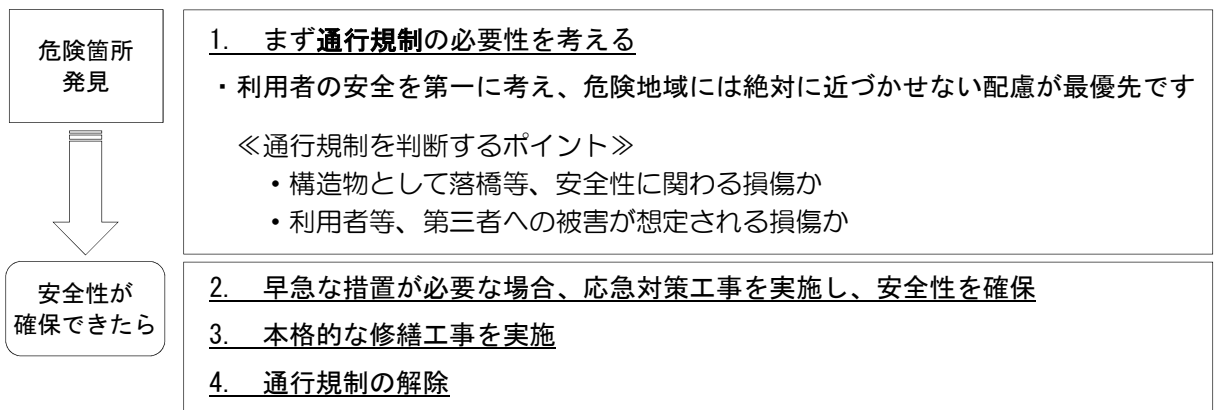 危険箇所
発見
1. まず通行規制の必要性を考える
・利用者の安全を第一に考え、危険地域には絶対に近づかせない配慮が最優先です
≪通行規制を判断するポイント≫
・構造物として落橋等、安全性に関わる損傷か
・利用者等、第三者への被害が想定される損傷か
安全性が
確保できたら
2. 早急な措置が必要な場合、応急対策工事を実施し、安全性を確保
3. 本格的な修繕工事を実施
4. 通行規制の解除